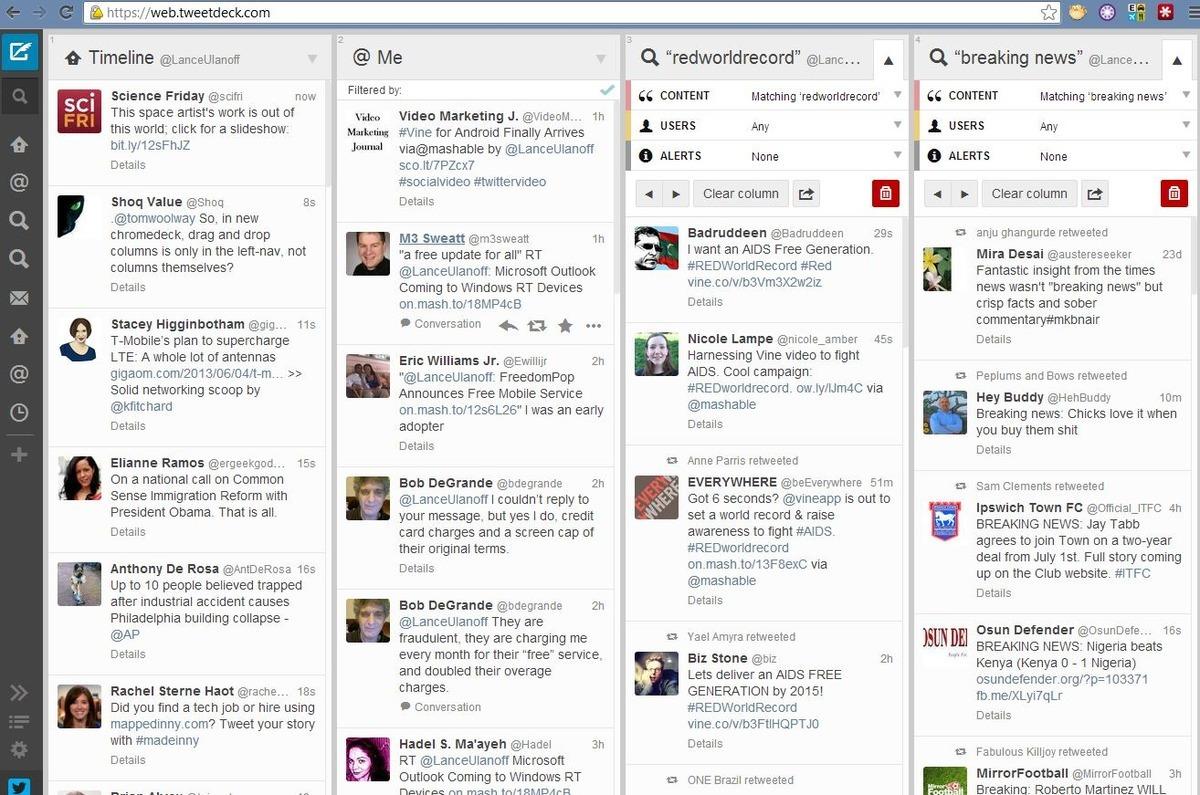 https://web.tweetdeck.com
1
Timeline @LanceUlanoff
Science Friday @scifri now
This space artist's work is out of
this world; click for a slideshow:
bit.ly/12sFhJZ
Details
Shoq Value @Shoq 8s
.@tomwoolway So, in new
chromedeck, drag and drop
columns is only in the left-nav, not
columns themselves?
Details
Stacey Higginbotham @gig... 11s
T-Mobile's plan to supercharge
LTE: A whole lot of antennas
gigaom.com/2013/06/04/t-m... >>
Solid networking scoop by
@kfitchard
Details
Elianne Ramos @ergeekgod... 15s
On a national call on Common
Sense Immigration Reform with
President Obama. That is all.
Details
Anthony De Rosa @AntDeRosa 16s
Up to 10 people believed trapped
after industrial accident causes
Philadelphia building collapse -
@AP
Details
Rachel Sterne Haot @rache... 18s
Did you find a tech job or hire using
mappedinny.com? Tweet your story
with #madeinny
Details
2
@ Me
Filtered by:
Video
Marketing
Journal
Video Marketing J. @VideoM... 1h
#Vine for Android Finally Arrives
via@mashable by @LanceUlanoff
sco.lt/7PZcx7
#socialvideo #twittervideo
Details
M3 Sweatt @m3sweatt 1h
"a free update for all" RT
@LanceUlanoff: Microsoft Outlook
Coming to Windows RT Devices
on.mash.to/18MP4cB
Conversation
Eric Williams Jr. @Ewillijr 2h
"@LanceUlanoff: FreedomPop
Announces Free Mobile Service
on.mash.to/12s6L26" I was an early
adopter
Details
Bob DeGrande @bdegrande 2h
@LanceUlanoff I couldn't reply to
your message, but yes I do, credit
card charges and a screen cap of
their original terms.
Details
Bob DeGrande @bdegrande 2h
@LanceUlanoff They are
fraudulent, they are charging me
every month for their "free" service,
and doubled their overage
charges.
Conversation
Hadel S. Ma'ayeh @Hadel 3h
RT @LanceUlanoff Microsoft
Outlook Coming to Windows RT
Devices on.mash.to/18MP4cB
3
"redworldrecord" @Lanc...
CONTENT Matching 'redworldrecord'
USERS Any
ALERTS None
Clear column
Badruddeen @Badruddeen 29s
I want an AIDS Free Generation.
#REDWorldRecord #Red
vine.co/v/b3Vm3X2w2iz
Details
Nicole Lampe @nicole_amber 45s
Harnessing Vine video to fight
AIDS. Cool campaign:
#REDworldrecord. ow.ly/lJm4C via
@mashable
Details
Anne Parris retweeted
EVERYWHERE @beEverywhere 51m
Got 6 seconds? @vineapp is out to
set a world record & raise
awareness to fight #AIDS.
#REDworldrecord
on.mash.to/13F8exC via
@mashable
Details
Yael Amyra retweeted
Biz Stone @biz 2h
Lets deliver an AIDS FREE
GENERATION by 2015!
#REDWorldRecord
vine.co/v/b3FtlHQPTJ0
Details
ONE Brazil retweeted
4
"breaking news" @Lance...
CONTENT Matching 'breaking news'
USERS Any
ALERTS None
Clear column
anju ghangurde retweeted
Mira Desai @austereseeker 23d
Fantastic insight from the times
news wasn't "breaking news" but
crisp facts and sober
commentary#mkbnair
Details
Peplums and Bows retweeted
Hey Buddy @HehBuddy 10m
Breaking news: Chicks love it when
you buy them shit
Details
Sam Clements retweeted
Ipswich Town FC @Official_ITFC 4h
BREAKING NEWS: Jay Tabb
agrees to join Town on a two-year
deal from July 1st. Full story coming
up on the Club website. #ITFC
Details
Osun Defender @OsunDefe... 16s
BREAKING NEWS: Nigeria beats
Kenya (Kenya 0 - 1 Nigeria)
osundefender.org/?p=103371
fb.me/XLyi7qLr
Details
Fabulous Killjoy retweeted
MirrorFootball @MirrorFootball 3h
Breaking: Roberto Martinez WILL